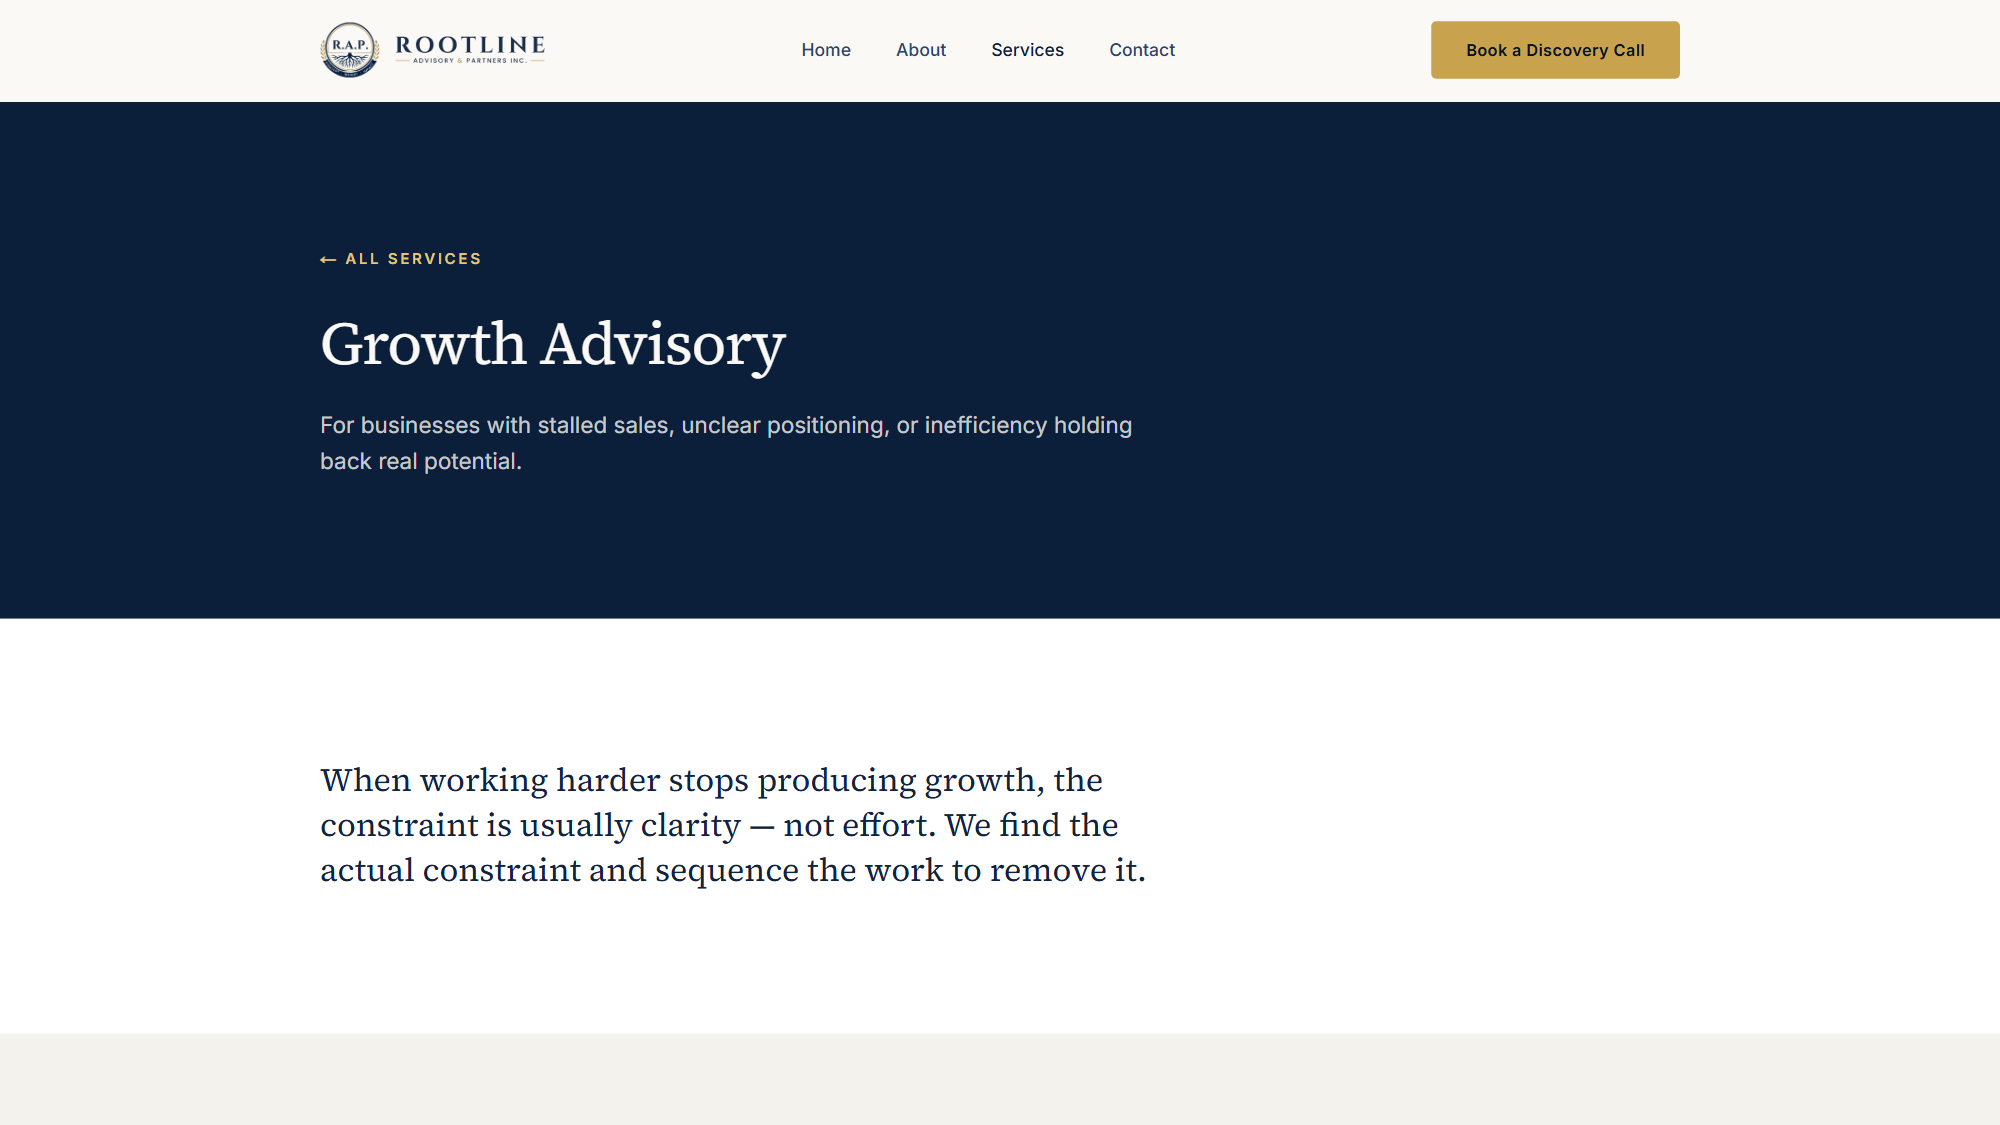 R.A.P.
ROOTLINE
ADVISORY & PARTNERS INC.
Home
About
Services
Contact
Book a Discovery Call
← ALL SERVICES
Growth Advisory
For businesses with stalled sales, unclear positioning, or inefficiency holding
back real potential.
When working harder stops producing growth, the
constraint is usually clarity — not effort. We find the
actual constraint and sequence the work to remove it.